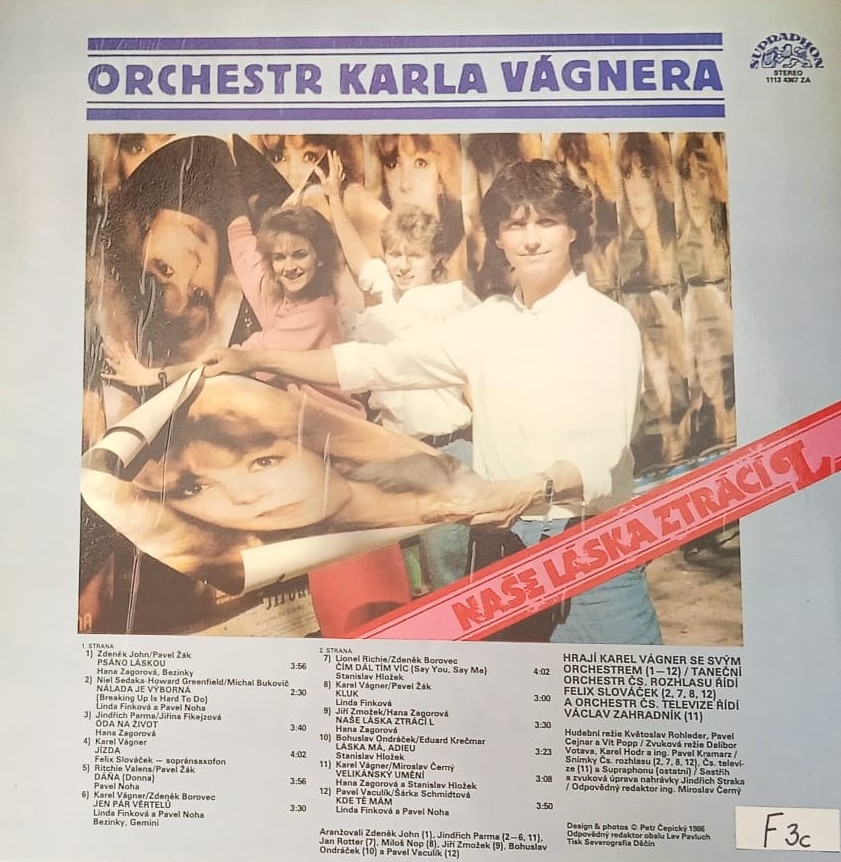 SUPRAPHON
STEREO
1113 4367 ZA
ORCHESTR KARLA VÁGNERA
NAŠE LÁSKA ZTRÁCÍ L
1. STRANA
1) Zdeněk John/Pavel Žák
PSÁNO LÁSKOU 3:56
Hana Zagorová, Bezinky
2) Niel Sedaka-Howard Greenfield/Michal Bukovič
NÁLADA JE VÝBORNÁ 2:30
(Breaking Up Is Hard To Do)
Linda Finková a Pavel Noha
3) Jindřich Parma/Jiřina Fikejzová
ÓDA NA ŽIVOT 3:40
Hana Zagorová
4) Karel Vágner
JÍZDA 4:02
Felix Slováček — sopránsaxofon
5) Ritchie Valens/Pavel Žák
DÁŇA (Donna) 3:56
Pavel Noha
6) Karel Vágner/Zdeněk Borovec
JEN PÁR VĚRTELŮ 3:30
Linda Finková a Pavel Noha
Bezinky, Gemini
2. STRANA
7) Lionel Richie/Zdeněk Borovec
ČÍM DÁL TÍM VÍC (Say You, Say Me) 4:02
Stanislav Hložek
8) Karel Vágner/Pavel Žák
KLUK 3:00
Linda Finková
9) Jiří Zmožek/Hana Zagorová
NAŠE LÁSKA ZTRÁCÍ L 3:30
Hana Zagorová
10) Bohuslav Ondráček/Eduard Krečmar
LÁSKA MÁ, ADIEU 3:23
Stanislav Hložek
11) Karel Vágner/Miroslav Černý
VELIKÁNSKÝ UMĚNÍ 3:08
Hana Zagorová a Stanislav Hložek
12) Pavel Vaculík/Šárka Schmidtová
KDE TĚ MÁM 3:50
Linda Finková a Pavel Noha
Aranžovali Zdeněk John (1), Jindřich Parma (2—6, 11),
Jan Rotter (7), Miloš Nop (8), Jiří Zmožek (9), Bohuslav
Ondráček (10) a Pavel Vaculík (12)
HRAJÍ KAREL VÁGNER SE SVÝM
ORCHESTREM (1—12) / TANEČNÍ
ORCHESTR ČS. ROZHLASU ŘÍDÍ
FELIX SLOVÁČEK (2, 7, 8, 12)
A ORCHESTR ČS. TELEVIZE ŘÍDÍ
VÁCLAV ZAHRADNÍK (11)
Hudební režie Květoslav Rohleder, Pavel
Cejnar a Vít Popp / Zvuková režie Dalibor
Votava, Karel Hodr a ing. Pavel Kramarz /
Snímky Čs. rozhlasu (2, 7, 8, 12), Čs. televi-
ze (11) a Supraphonu (ostatní) / Sestřih
a zvuková úprava nahrávky Jindřich Straka
/ Odpovědný redaktor ing. Miroslav Černý
Design & photos © Petr Čepický 1986
Odpovědný redaktor obalu Lev Pavluch
Tisk Severografia Děčín
F3c